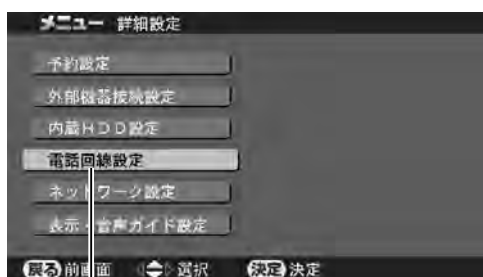 メニュー 詳細設定
予約設定
外部機器接続設定
内蔵HDD設定
電話回線設定
ネットワーク設定
表示・音声ガイド設定
戻る 前画面 選択 決定 決定